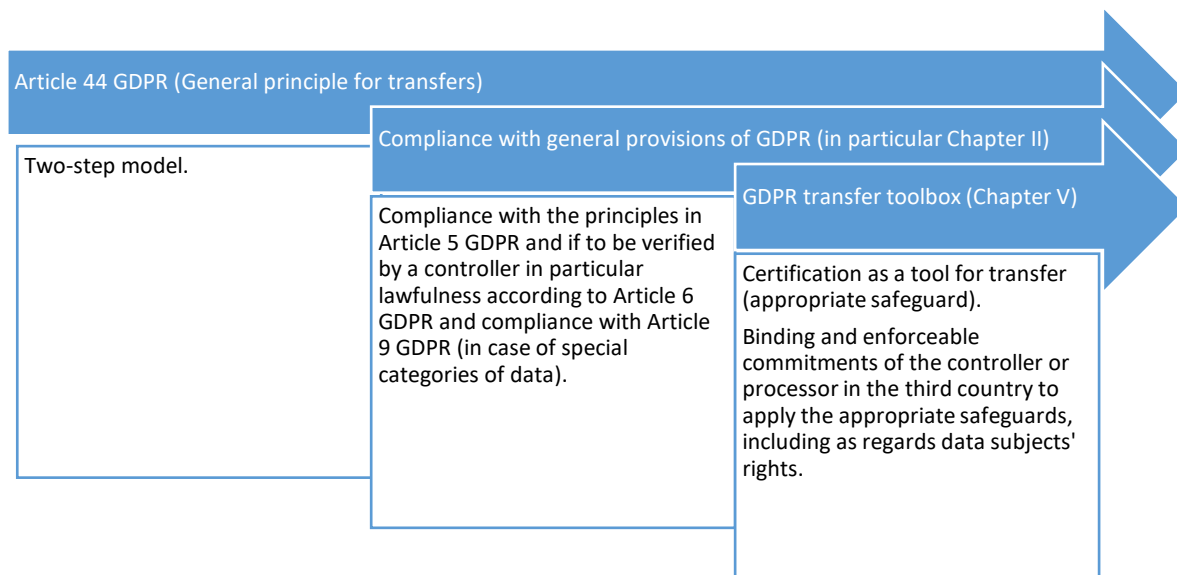 Article 44 GDPR (General principle for transfers)
Two-step model.
Compliance with general provisions of GDPR (in particular Chapter II)
Compliance with the principles in
Article 5 GDPR and if to be verified
by a controller in particular
lawfulness according to Article 6
GDPR and compliance with Article
9 GDPR (in case of special
categories of data).
GDPR transfer toolbox (Chapter V)
Certification as a tool for transfer
(appropriate safeguard).
Binding and enforceable
commitments of the controller or
processor in the third country to
apply the appropriate safeguards,
including as regards data subjects'
rights.